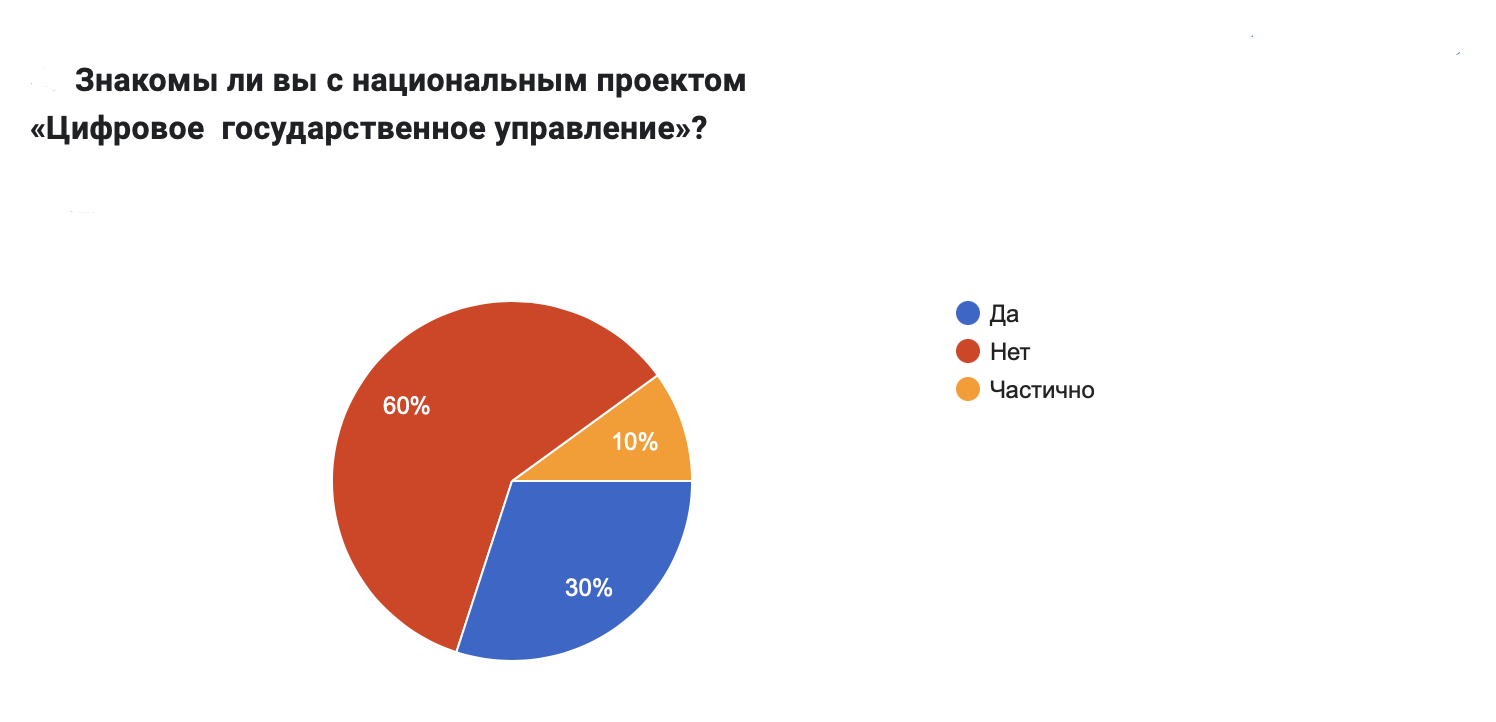 Знакомы ли вы с национальным проектом
«Цифровое  государственное управление»?
Да
Нет
Частично
60%
10%
30%